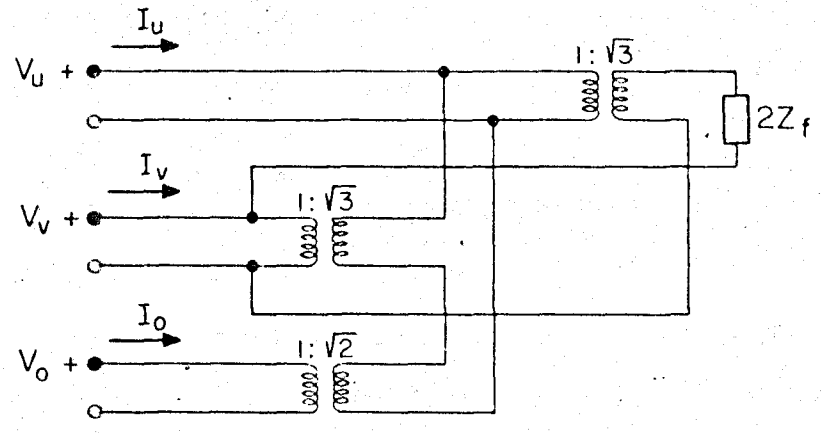 I_u
V_u +
1:√3
2Z_f
I_v
V_v +
1:√3
I_o
V_o +
1:√2